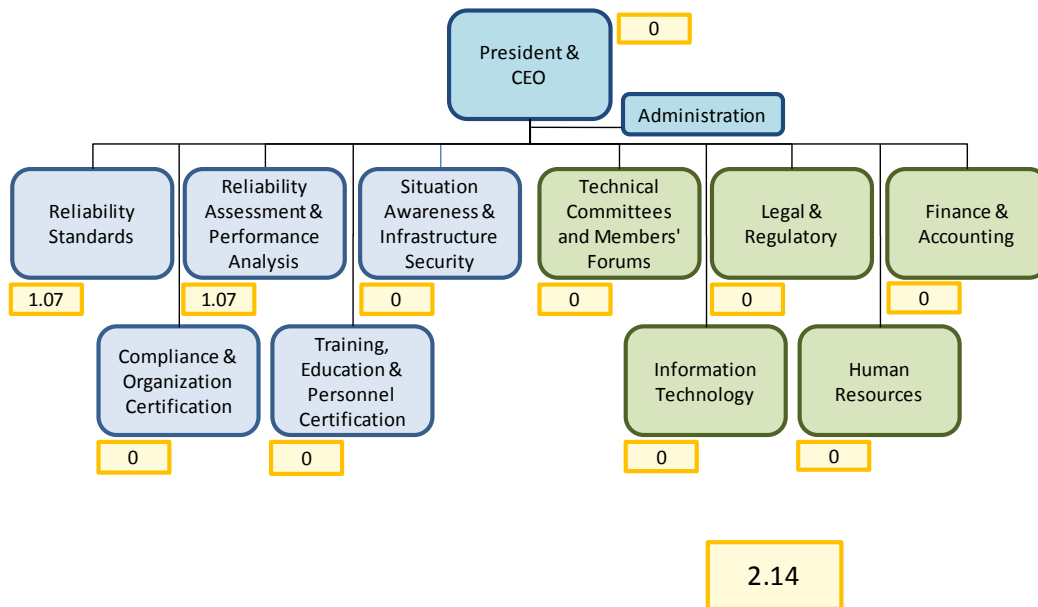 0
President &
CEO
Administration
Reliability
Standards
Reliability
Assessment &
Performance
Analysis
Situation
Awareness &
Infrastructure
Security
Technical
Committees
and Members'
Forums
Legal &
Regulatory
Finance &
Accounting
1.07
1.07
0
0
0
0
Compliance &
Organization
Certification
Training,
Education &
Personnel
Certification
Information
Technology
Human
Resources
0
0
0
0
2.14